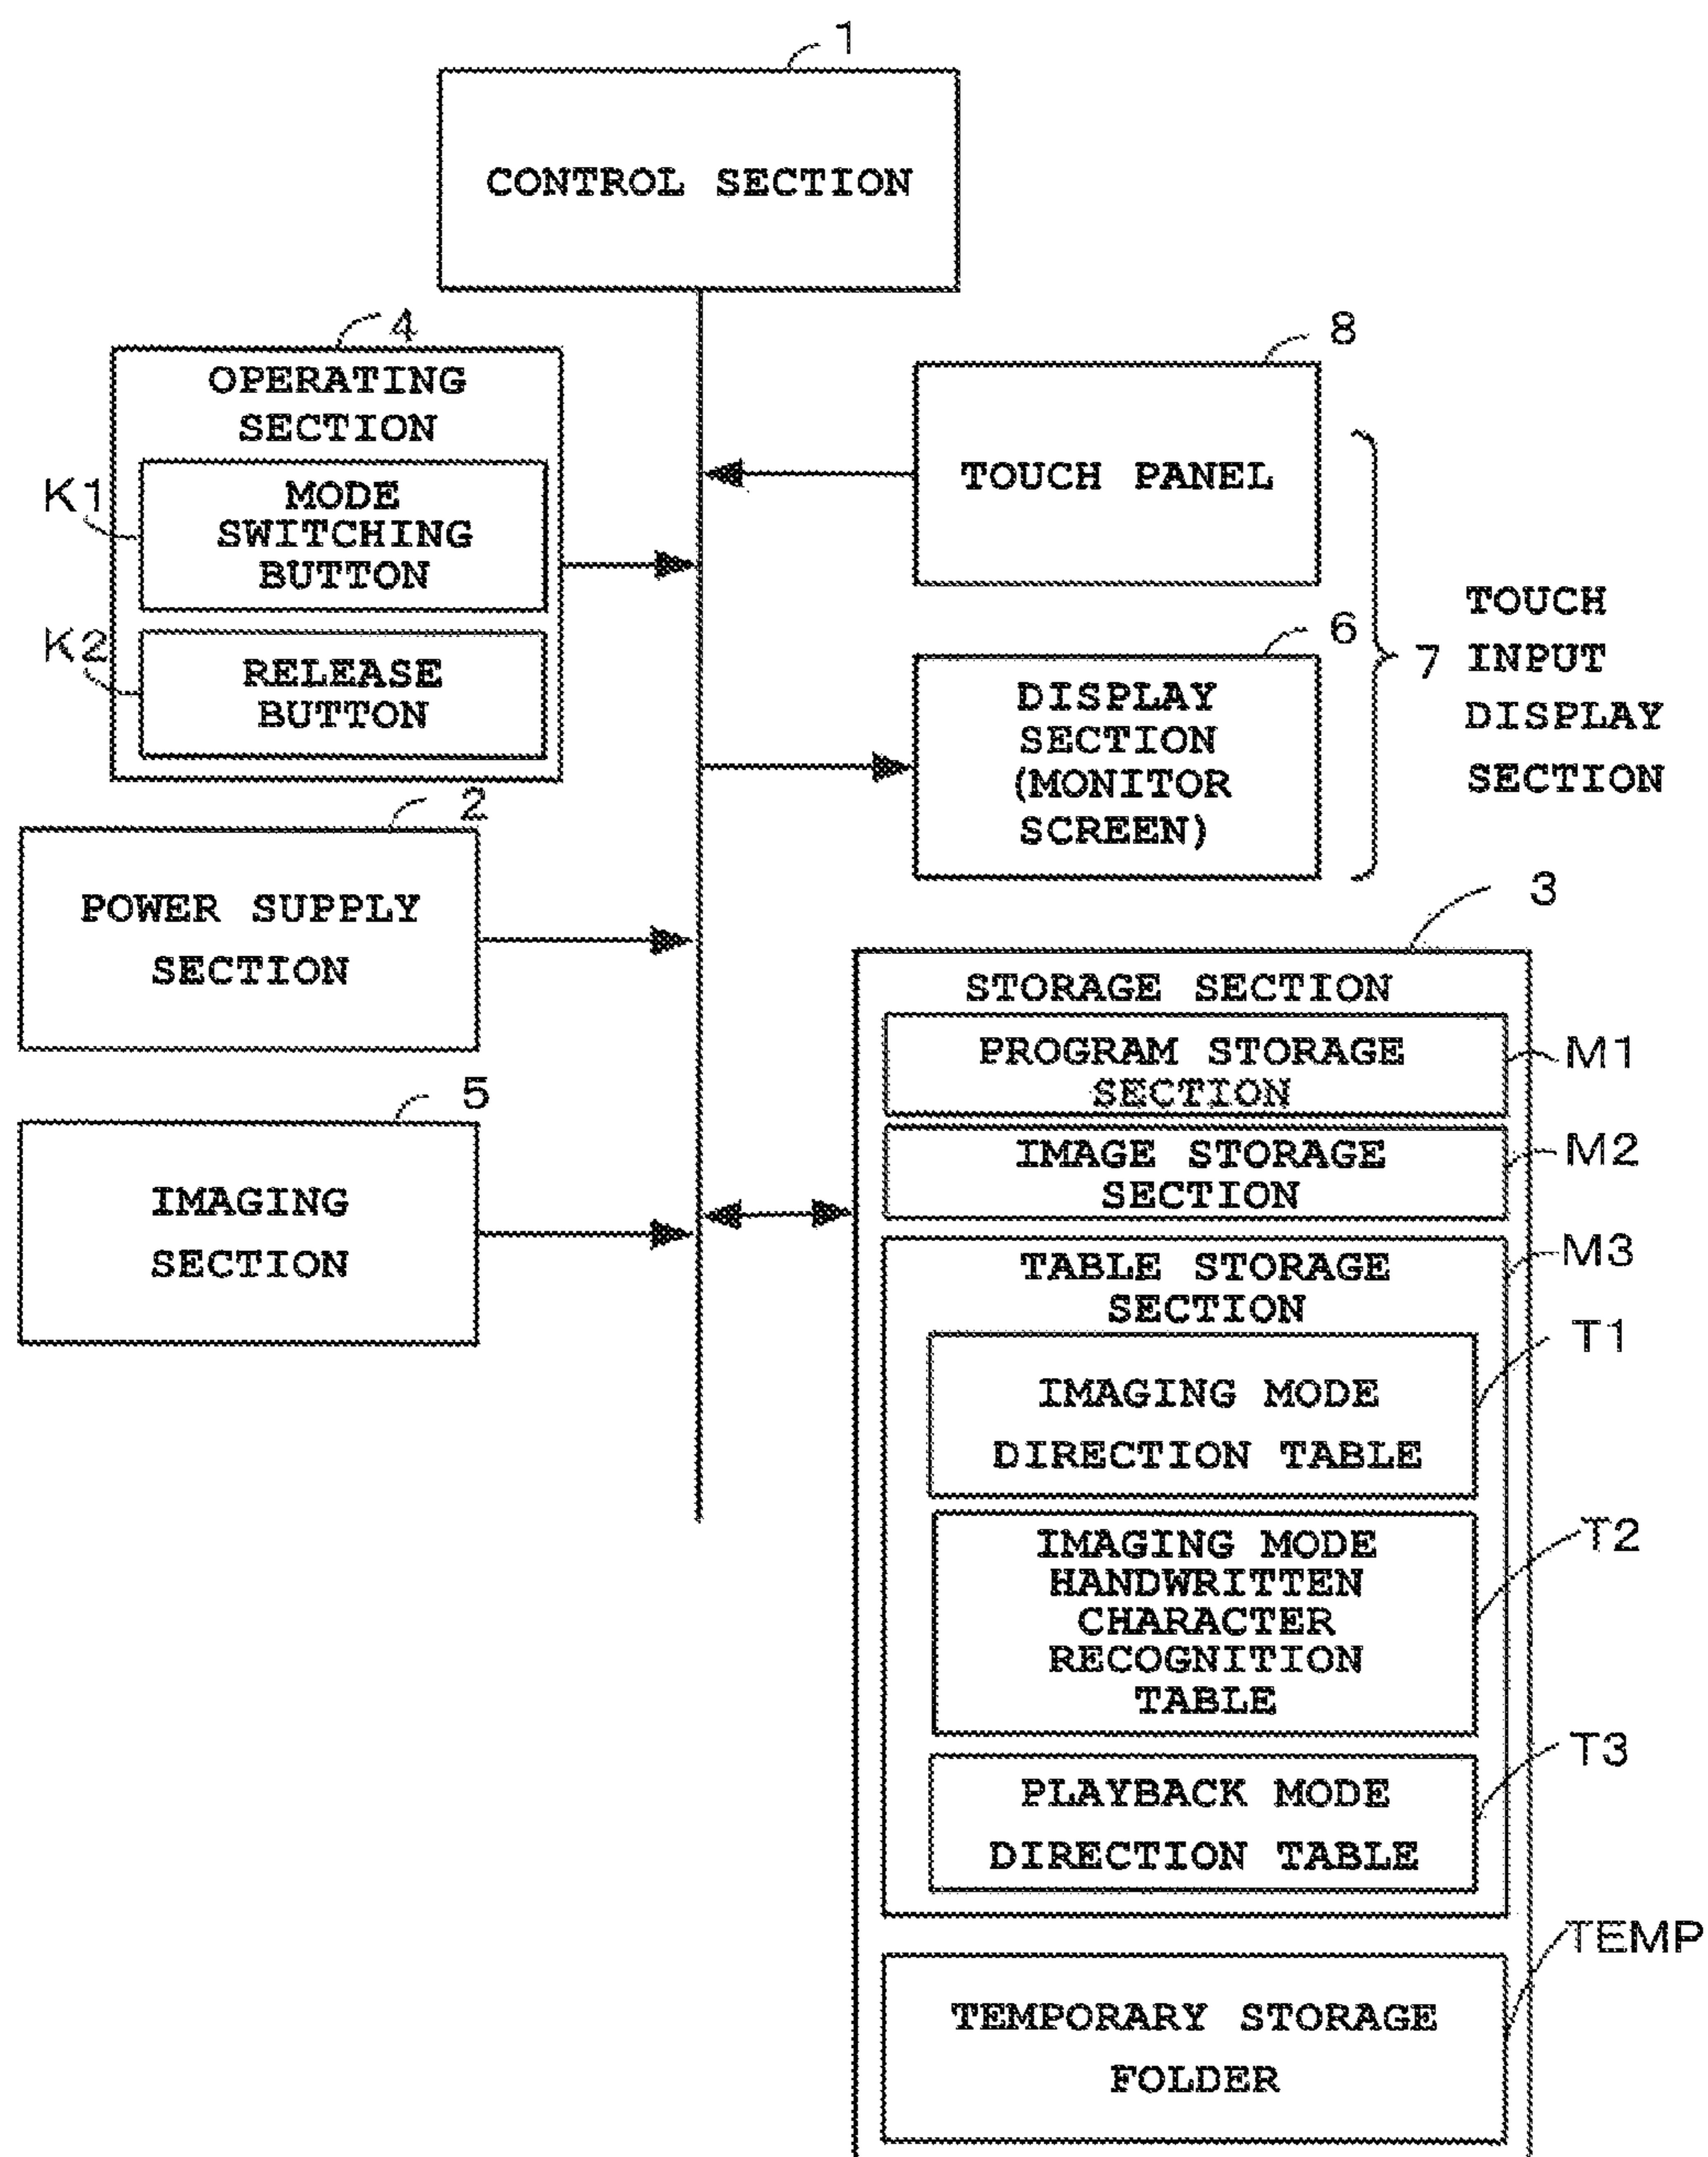 1
CONTROL SECTION
4
OPERATING
SECTION
K1
MODE
SWITCHING
BUTTON
K2
RELEASE
BUTTON
8
TOUCH PANEL
6
DISPLAY
SECTION
(MONITOR
SCREEN)
7
TOUCH
INPUT
DISPLAY
SECTION
2
POWER SUPPLY
SECTION
5
IMAGING
SECTION
3
STORAGE SECTION
PROGRAM STORAGE
SECTION
M1
IMAGE STORAGE
SECTION
M2
TABLE STORAGE
SECTION
M3
IMAGING MODE
DIRECTION TABLE
T1
IMAGING MODE
HANDWRITTEN
CHARACTER
RECOGNITION
TABLE
T2
PLAYBACK MODE
DIRECTION TABLE
T3
TEMPORARY STORAGE
FOLDER
TEMP